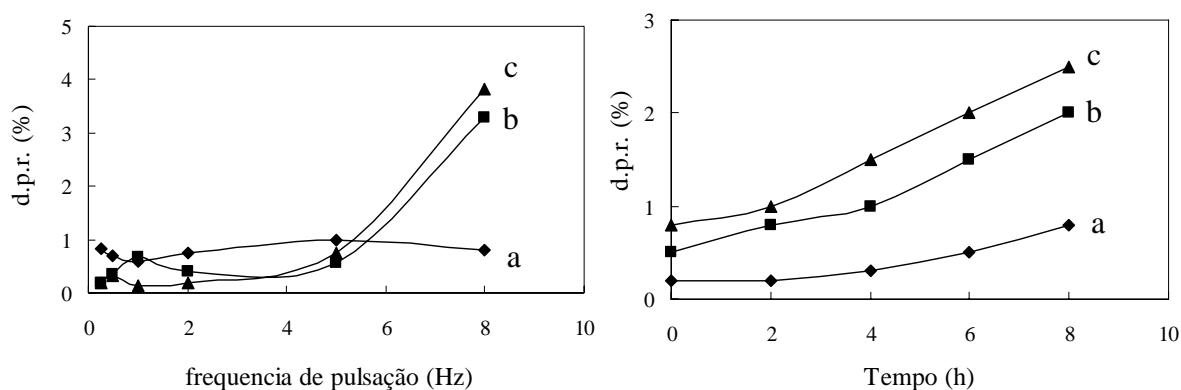 5
4
3
2
1
0
d.p.r. (%)
c
b
a
0 2 4 6 8 10
frequencia de pulsação (Hz)
3
2
1
0
d.p.r. (%)
c
b
a
0 2 4 6 8 10
Tempo (h)